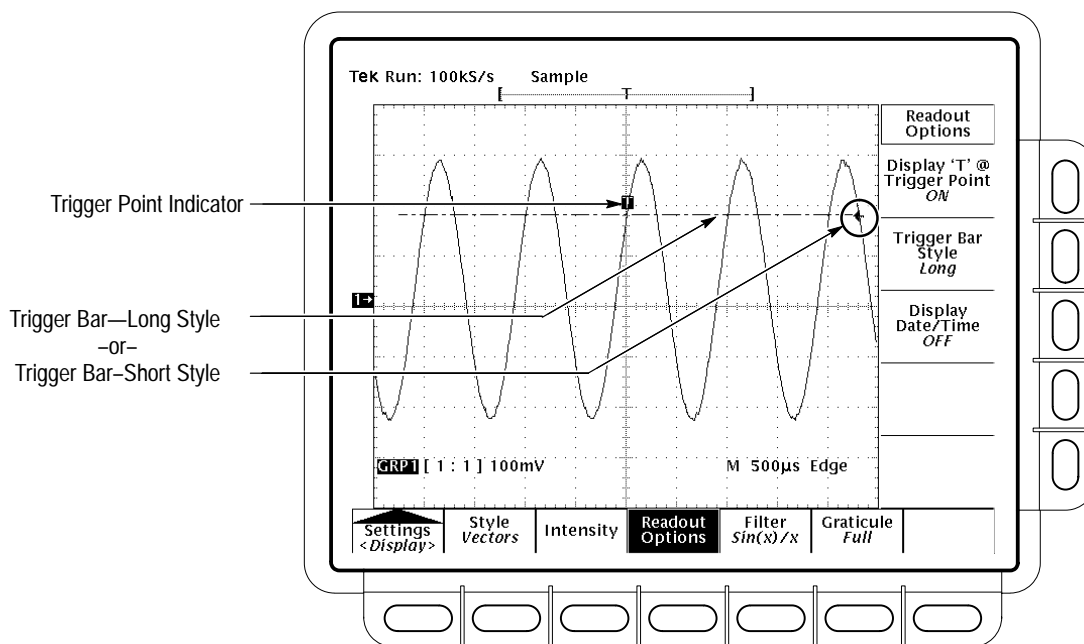 Tek Run: 100kS/s Sample
[ T ]
Readout
Options
Display ‘T’ @
Trigger Point
ON
Trigger Bar
Style
Long
Display
Date/Time
OFF
Trigger Point Indicator
T
1→
Trigger Bar—Long Style
–or–
Trigger Bar–Short Style
GRP1 [ 1 : 1 ] 100mV
M 500µs Edge
Settings
<Display>
Style
Vectors
Intensity
Readout
Options
Filter
Sin(x)/x
Graticule
Full